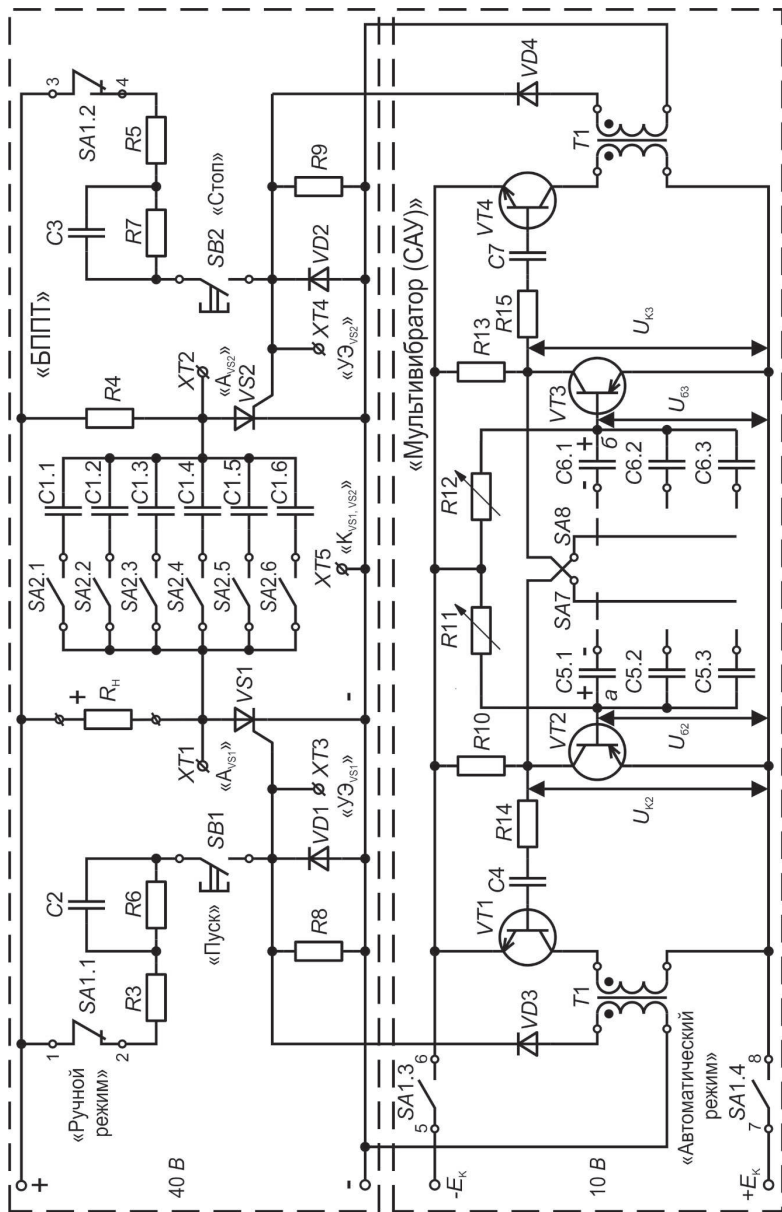 «БППТ»
40 В
+
-
«Ручной
режим»
1
SA1.1
2
R3
C2
R6
«Пуск»
SB1
R8
VD1
XT3
«УЭVS1»
XT1
«АVS1»
+
Rн
-
VS1
SA2.1
SA2.2
SA2.3
SA2.4
SA2.5
SA2.6
C1.1
C1.2
C1.3
C1.4
C1.5
C1.6
XT5
«КVS1, VS2»
R4
XT2
«АVS2»
VS2
XT4
«УЭVS2»
VD2
R9
SB2
«Стоп»
C3
R7
R5
3
SA1.2
4
«Мультивибратор (САУ)»
10 В
-Eк
+Eк
5
SA1.3
6
7
SA1.4
8
«Автоматический
режим»
VD3
T1
VT1
C4
R14
R10
UК2
VT2
Uб2
R11
R12
+
а
C5.1
-
C5.2
C5.3
SA7
SA8
-
C6.1
+
б
C6.2
C6.3
VT3
Uб3
UК3
R13
R15
C7
VT4
T1
VD4